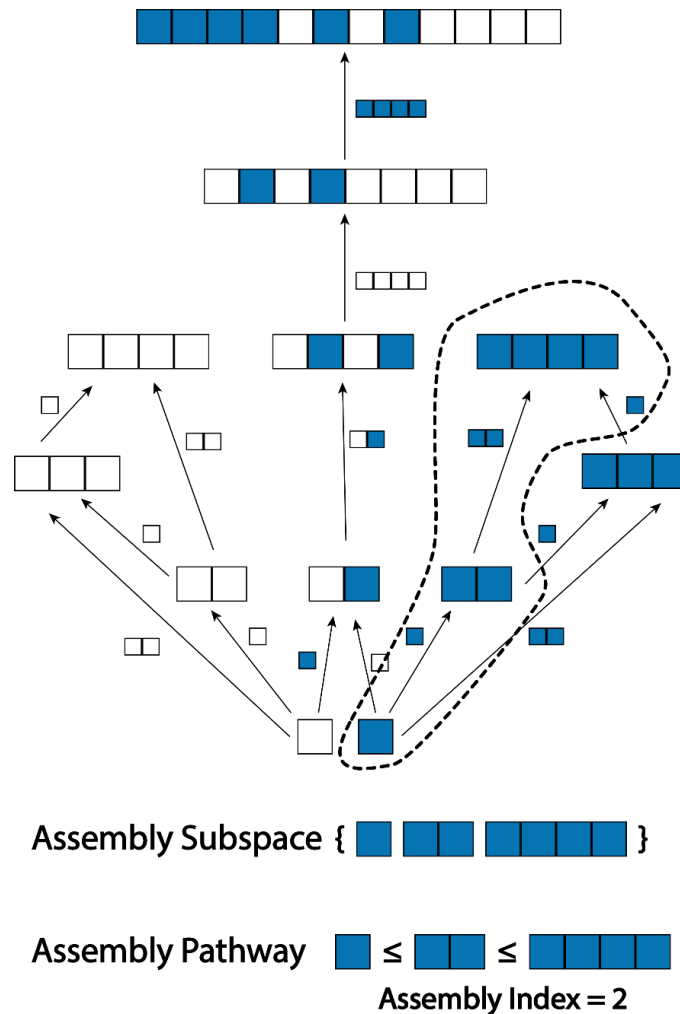 Assembly Subspace { }
Assembly Pathway ≤ ≤
Assembly Index = 2